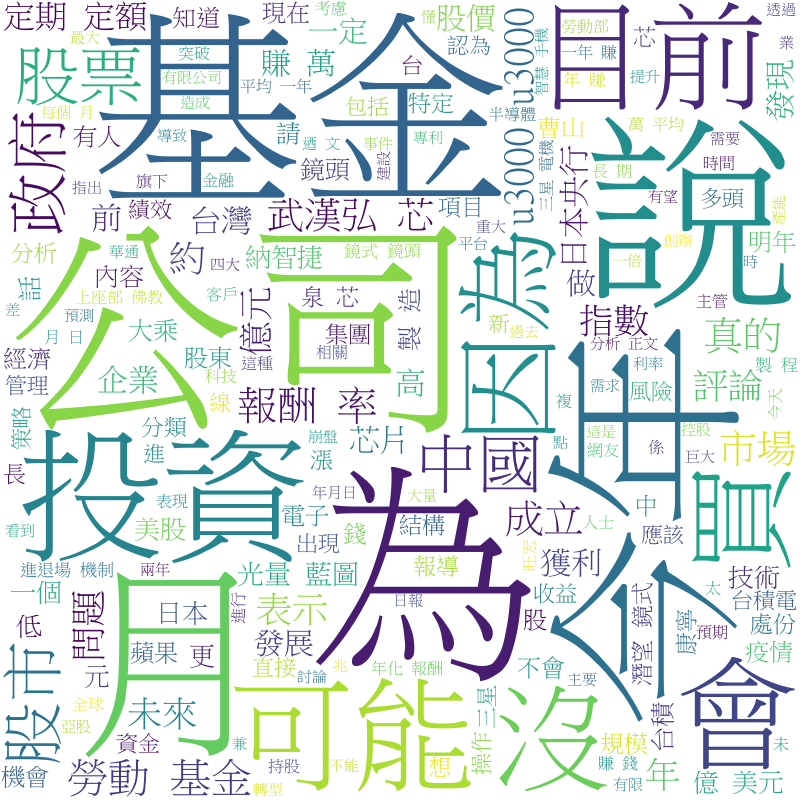 定期 定額
知道
現在
考慮
股價
一定
認為
芯
勞動部
透過
業
最大
突破
有限公司
造成
股票
基金
目前
賺 萬
台
包括
特定
智慧 手機
u3000 u3000
一年 賺
年 賺
提升
發現
每個 月
平均 一年
政府
有人
導致
請
迺 文
事件
專利
半導體
曹山
萬 平均
需要
時間
指出
旗下
金融
鏡頭
建設
三星 電機
長 期
有望
多頭
產能
前
績效
台灣
武漢弘 芯
項目
u3000
日本央行
說
明年
分析
華通
四大
約
納智捷
鏡式 鏡頭
重大
平台
因為
創辦
一倍
時
話
內容
上座部 佛教
客戶
泉 芯
製 造
做
主管
差
預測
億元
集團
新
過去
指數
分析 正文
製 程
月 日
大乘
股東
這種
相關
公司
真的
利率
經濟
企業
科技
報酬 率
高
需求
風險
評論
今天
管理
線
複
策略
分類
芯片
中國
點
這是
網友
控股
係
巨大
長
進
漲
崩盤
投資
市場
今年
買
表現
年月日
大量
為
看到
美股
電子
錢
結構
成立
中
人士
應該
進退場 機制
兩年
出現
旺宏
太
一個
光量
藍圖
報導
獲利
技術
台積電
低
問題
日本
表示
進行
日報
收益
潛望 鏡式
康寧
預期
處份
股市
月
元
蘋果
更
發展
股
疫情
直接
兆
年化 報酬
不會
可能
沒
會
未來
討論
主要
全球
亞股
操作
三星
台積
資金
兼
規模
機會
勞動 基金
持股
不能
想
賺 錢
年
億 美元
未
轉型
有限
懂